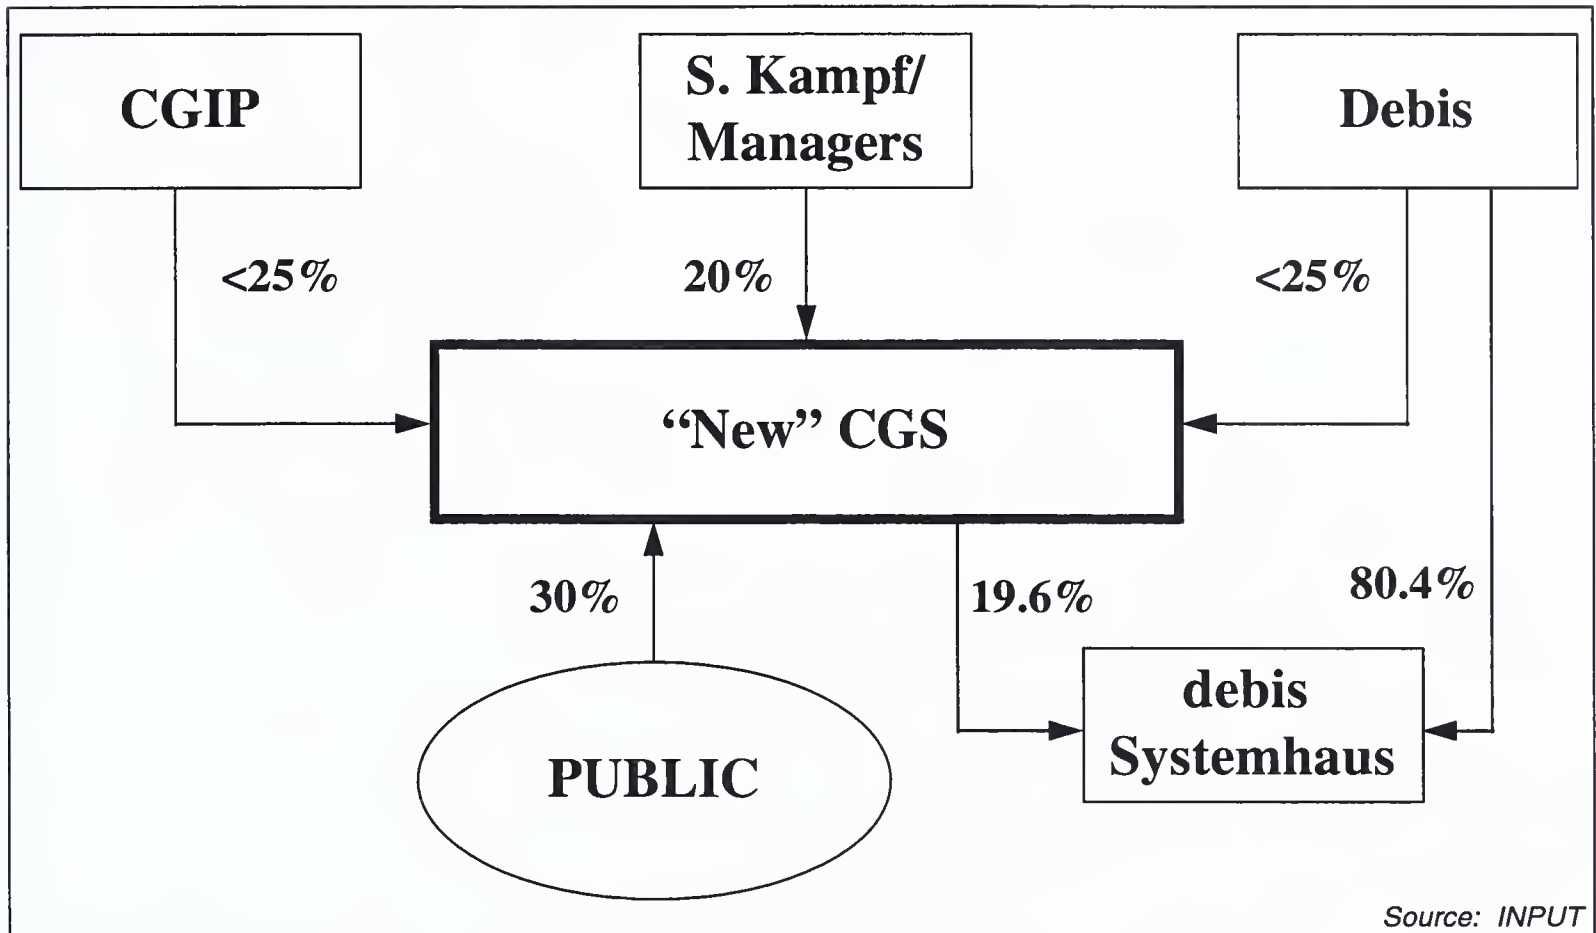 CGIP
S. Kampf/
Managers
Debis
<25%
20%
<25%
“New” CGS
30%
19.6%
80.4%
PUBLIC
debis
Systemhaus
Source: INPUT